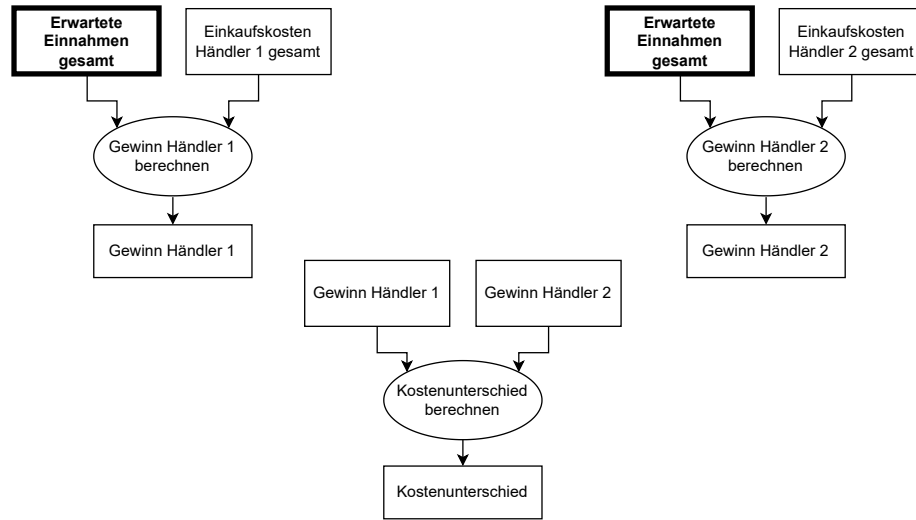 Erwartete
Einnahmen
gesamt
Einkaufskosten
Händler 1 gesamt
Erwartete
Einnahmen
gesamt
Einkaufskosten
Händler 2 gesamt
Gewinn Händler 1
berechnen
Gewinn Händler 2
berechnen
Gewinn Händler 1
Gewinn Händler 2
Gewinn Händler 1
Gewinn Händler 2
Kostenunterschied
berechnen
Kostenunterschied